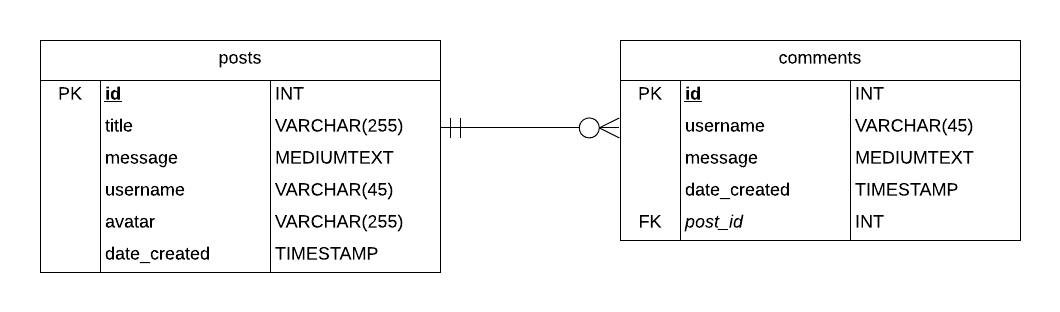 posts
PK id INT
title VARCHAR(255)
message MEDIUMTEXT
username VARCHAR(45)
avatar VARCHAR(255)
date_created TIMESTAMP
comments
PK id INT
username VARCHAR(45)
message MEDIUMTEXT
date_created TIMESTAMP
FK post_id INT